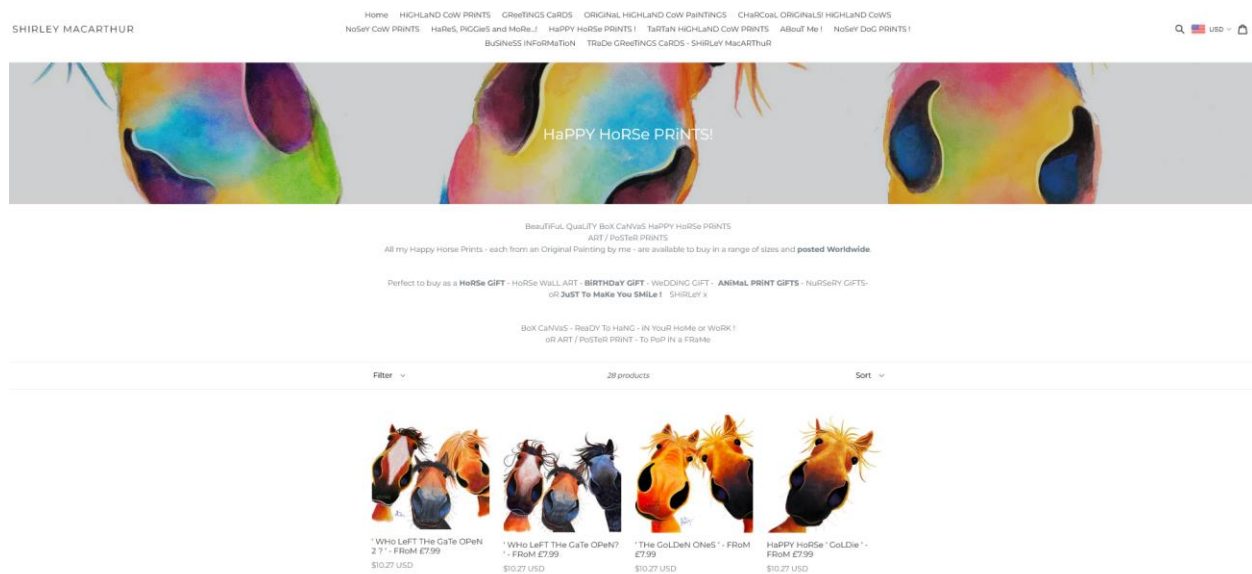 SHIRLEY MACARTHUR
Home HiGHLaND CoW PRiNTS GReeTiNGS CaRDS ORiGiNaL HiGHLaND CoW PaiNTiNGS CHaRCoaL ORiGiNaLS! HiGHLaND CoWS
NoSeY CoW PRiNTS HaReS, PiGGieS and MoRe..! HaPPY HoRSe PRiNTS ! TaRTaN HiGHLaND CoW PRiNTS ABouT Me ! NoSeY DoG PRiNTS !
BuSiNeSS iNFoRMaTioN TRaDe GReeTiNGS CaRDS - SHiRLeY MacARThuR
USD
HaPPY HoRSe PRiNTS!
BeauTiFuL QuaLiTY BoX CaNVaS HaPPY HoRSe PRiNTS
ART / PoSTeR PRiNTS
All my Happy Horse Prints - each from an Original Painting by me - are available to buy in a range of sizes and posted Worldwide.
Perfect to buy as a HoRSe GiFT - HoRSe WaLL ART - BiRTHDaY GiFT - WeDDiNG GiFT - ANiMaL PRiNT GiFTS - NuRSeRY GiFTS-
oR JuST To MaKe You SMiLe ! SHiRLeY x
BoX CaNVaS - ReaDY To HaNG - iN YouR HoMe or WoRK !
oR ART / PoSTeR PRiNT - To PoP iN a FRaMe
Filter
28 products
Sort
' WHo LeFT THe GaTe OPeN
2 ? ' - FRoM £7.99
$10.27 USD
' WHo LeFT THe GaTe OPeN?
' - FRoM £7.99
$10.27 USD
' THe GoLDeN ONeS ' - FRoM
£7.99
$10.27 USD
HaPPY HoRSe ' GoLDie ' -
FRoM £7.99
$10.27 USD